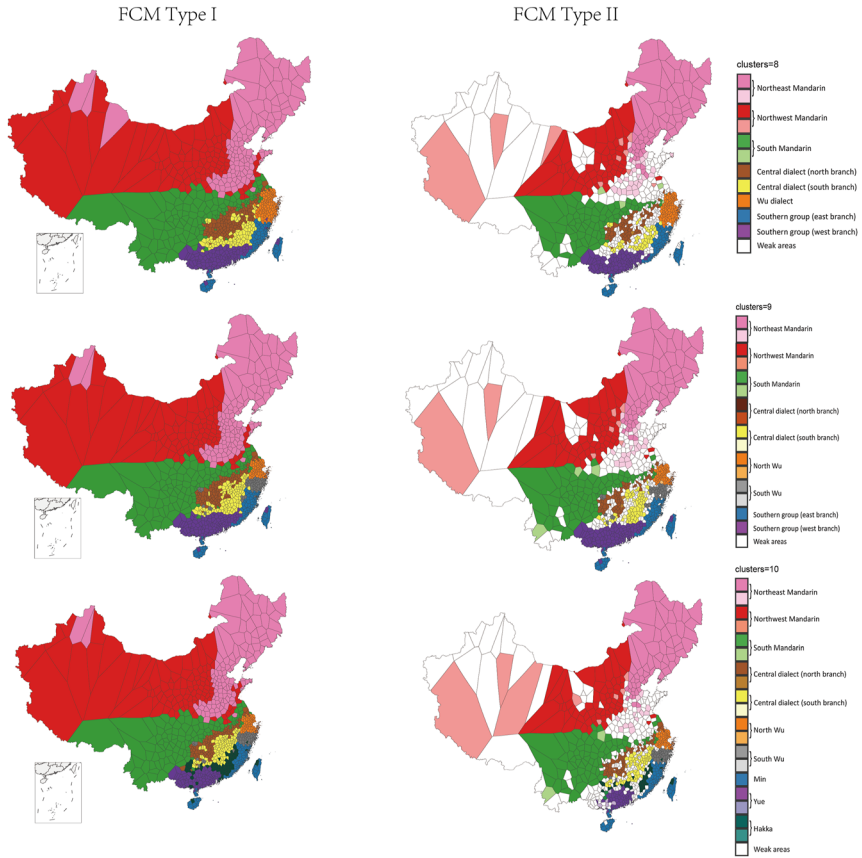 FCM Type I
FCM Type II
clusters=8
Northeast Mandarin
Northwest Mandarin
South Mandarin
Central dialect (north branch)
Central dialect (south branch)
Wu dialect
Southern group (east branch)
Southern group (west branch)
Weak areas
clusters=9
Northeast Mandarin
Northwest Mandarin
South Mandarin
Central dialect (north branch)
Central dialect (south branch)
North Wu
South Wu
Southern group (east branch)
Southern group (west branch)
Weak areas
clusters=10
Northeast Mandarin
Northwest Mandarin
South Mandarin
Central dialect (north branch)
Central dialect (south branch)
North Wu
South Wu
Min
Yue
Hakka
Weak areas